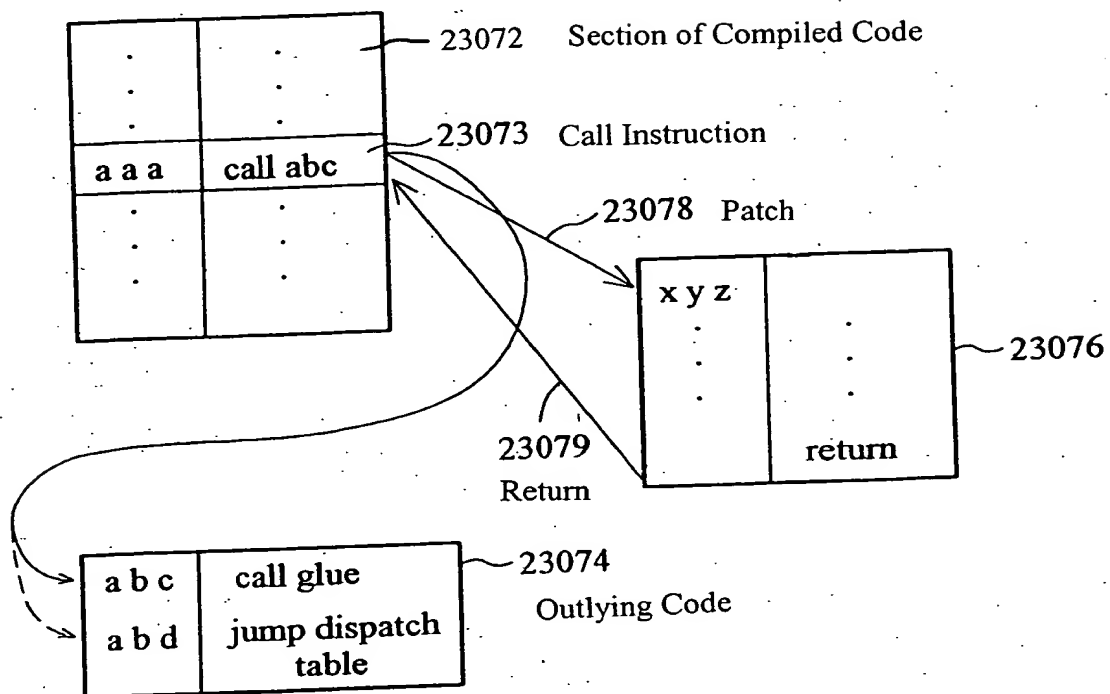 23072 Section of Compiled Code
23073 Call Instruction
a a a call abc
23078 Patch
x y z
23076
23079
Return
return
a b c call glue
23074
Outlying Code
a b d jump dispatch
table